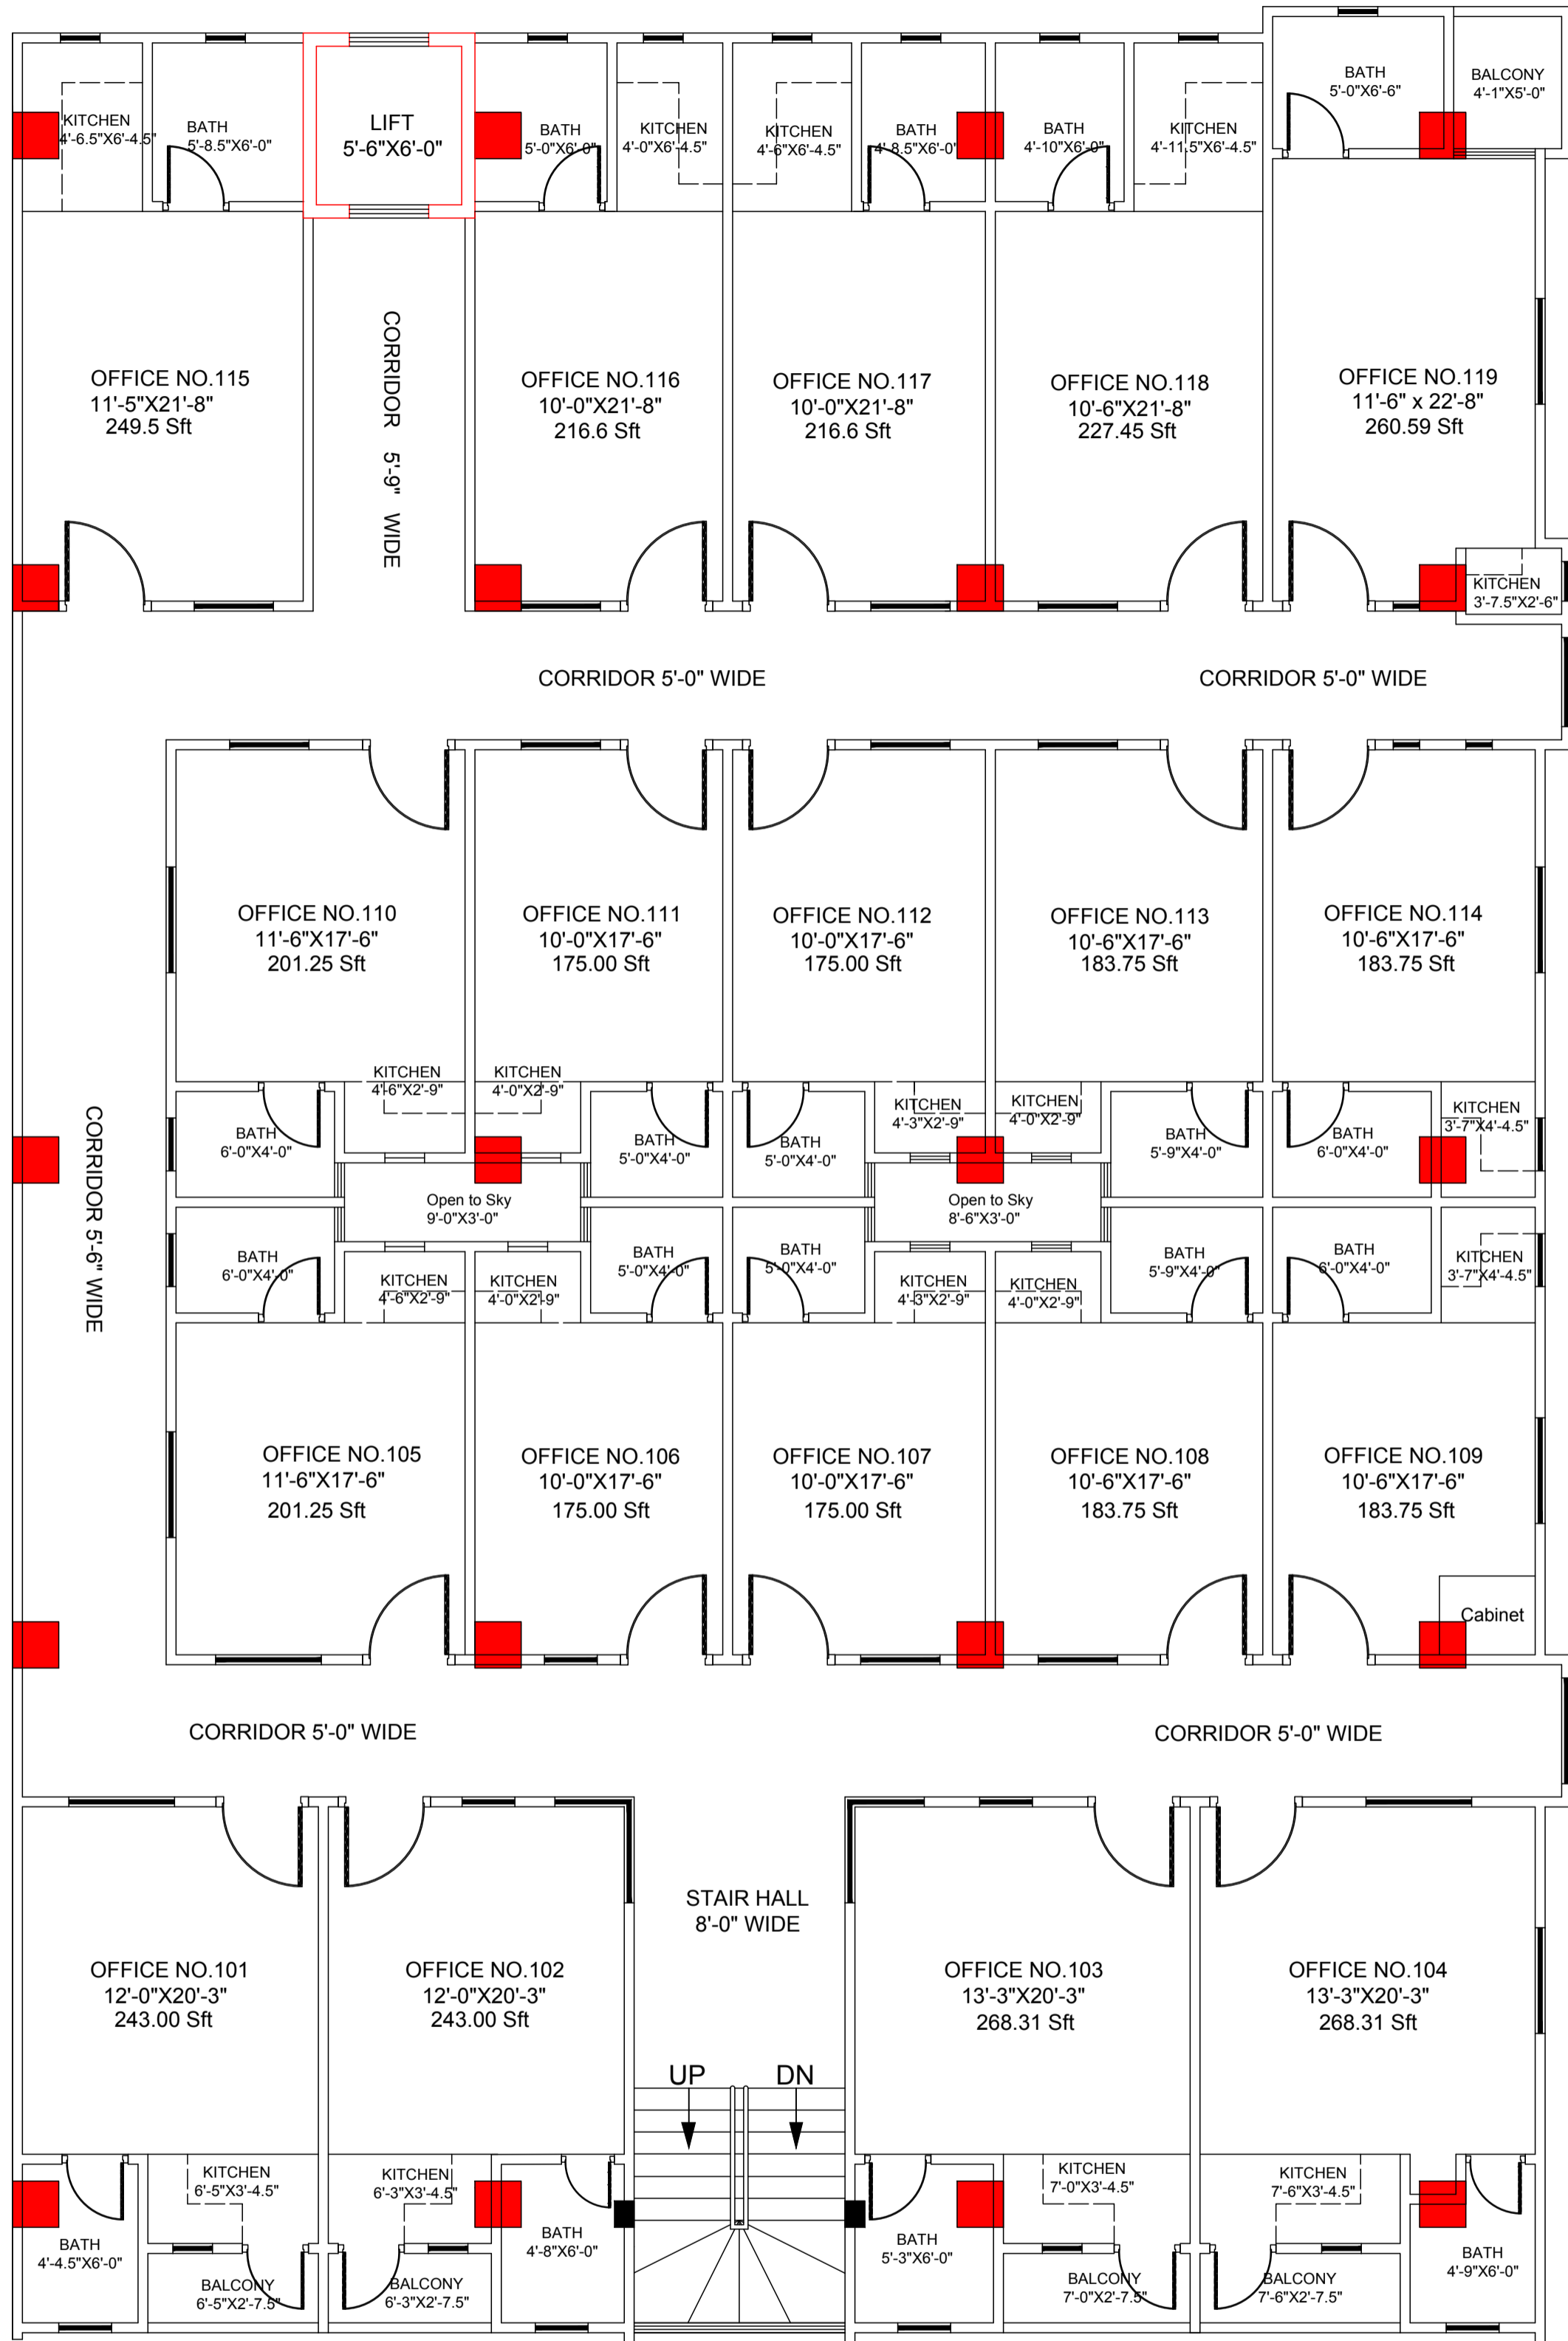 BATH
5'-0"X6'-6"
BALCONY
4'-1"X5'-0"
KITCHEN
4'-6.5"X6'-4.5"
BATH
5'-8.5"X6'-0"
LIFT
5'-6"X6'-0"
BATH
5'-0"X6'-0"
KITCHEN
4'-0"X6'-4.5"
KITCHEN
4'-6"X6'-4.5"
BATH
4'-8.5"X6'-0"
BATH
4'-10"X6'-0"
KITCHEN
4'-11.5"X6'-4.5"
OFFICE NO.115
11'-5"X21'-8"
249.5 Sft
CORRIDOR 5'-9" WIDE
OFFICE NO.116
10'-0"X21'-8"
216.6 Sft
OFFICE NO.117
10'-0"X21'-8"
216.6 Sft
OFFICE NO.118
10'-6"X21'-8"
227.45 Sft
OFFICE NO.119
11'-6" x 22'-8"
260.59 Sft
KITCHEN
3'-7.5"X2'-6"
CORRIDOR 5'-0" WIDE
CORRIDOR 5'-0" WIDE
OFFICE NO.110
11'-6"X17'-6"
201.25 Sft
OFFICE NO.111
10'-0"X17'-6"
175.00 Sft
OFFICE NO.112
10'-0"X17'-6"
175.00 Sft
OFFICE NO.113
10'-6"X17'-6"
183.75 Sft
OFFICE NO.114
10'-6"X17'-6"
183.75 Sft
KITCHEN
4'-6"X2'-9"
KITCHEN
4'-0"X2'-9"
KITCHEN
4'-3"X2'-9"
KITCHEN
4'-0"X2'-9"
KITCHEN
3'-7"X4'-4.5"
BATH
6'-0"X4'-0"
BATH
5'-0"X4'-0"
BATH
5'-0"X4'-0"
BATH
5'-9"X4'-0"
BATH
6'-0"X4'-0"
CORRIDOR 5'-6" WIDE
Open to Sky
9'-0"X3'-0"
Open to Sky
8'-6"X3'-0"
BATH
6'-0"X4'-0"
KITCHEN
4'-6"X2'-9"
KITCHEN
4'-0"X2'-9"
BATH
5'-0"X4'-0"
BATH
5'-0"X4'-0"
KITCHEN
4'-3"X2'-9"
KITCHEN
4'-0"X2'-9"
BATH
5'-9"X4'-0"
BATH
6'-0"X4'-0"
KITCHEN
3'-7"X4'-4.5"
OFFICE NO.105
11'-6"X17'-6"
201.25 Sft
OFFICE NO.106
10'-0"X17'-6"
175.00 Sft
OFFICE NO.107
10'-0"X17'-6"
175.00 Sft
OFFICE NO.108
10'-6"X17'-6"
183.75 Sft
OFFICE NO.109
10'-6"X17'-6"
183.75 Sft
Cabinet
CORRIDOR 5'-0" WIDE
CORRIDOR 5'-0" WIDE
STAIR HALL
8'-0" WIDE
OFFICE NO.101
12'-0"X20'-3"
243.00 Sft
OFFICE NO.102
12'-0"X20'-3"
243.00 Sft
OFFICE NO.103
13'-3"X20'-3"
268.31 Sft
OFFICE NO.104
13'-3"X20'-3"
268.31 Sft
UP
DN
KITCHEN
6'-5"X3'-4.5"
KITCHEN
6'-3"X3'-4.5"
KITCHEN
7'-0"X3'-4.5"
KITCHEN
7'-6"X3'-4.5"
BATH
4'-4.5"X6'-0"
BATH
4'-8"X6'-0"
BATH
5'-3"X6'-0"
BATH
4'-9"X6'-0"
BALCONY
6'-5"X2'-7.5"
BALCONY
6'-3"X2'-7.5"
BALCONY
7'-0"X2'-7.5"
BALCONY
7'-6"X2'-7.5"